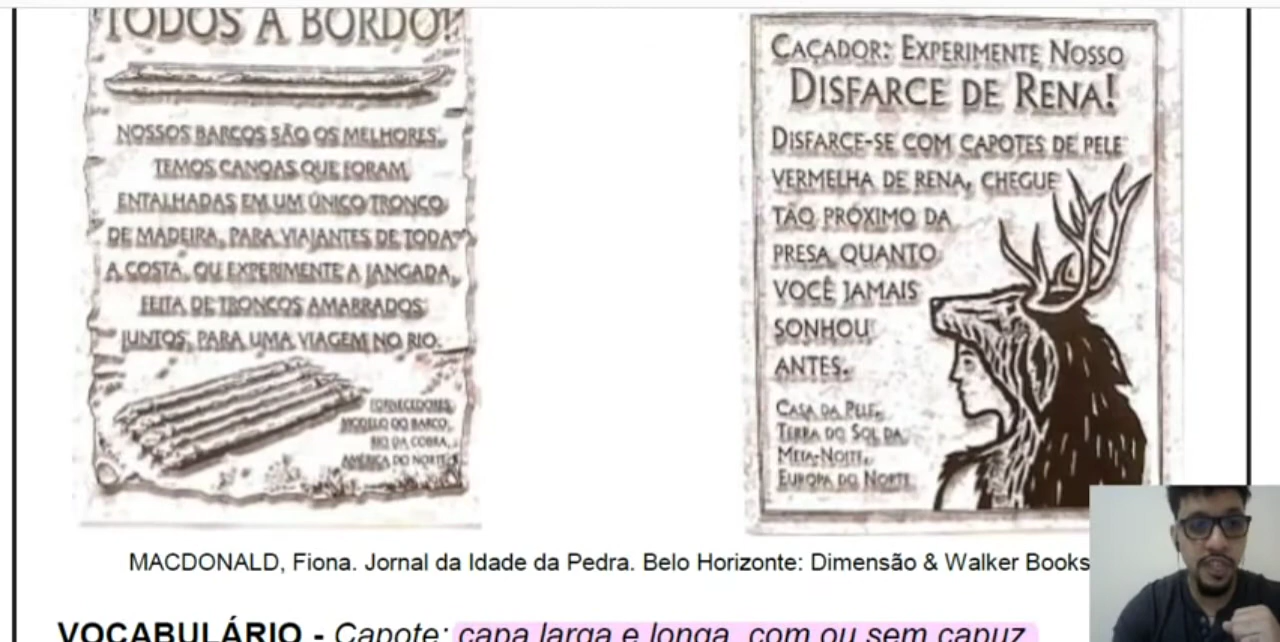 TODOS A BORDO!
NOSSOS BARCOS SÃO OS MELHORES.
TEMOS CANOAS QUE FORAM
ENTALHADAS EM UM ÚNICO TRONCO
DE MADEIRA, PARA VIAJANTES DE TODA
A COSTA, OU EXPERIMENTE A JANGADA,
FEITA DE TRONCOS AMARRADOS
JUNTOS, PARA UMA VIAGEM NO RIO.
FORNECEDORES
MODELO DO BARCO,
RIO DA COBRA,
AMÉRICA DO NORTE
CAÇADOR: EXPERIMENTE NOSSO
DISFARCE DE RENA!
DISFARCE-SE COM CAPOTES DE PELE
VERMELHA DE RENA, CHEGUE
TÃO PRÓXIMO DA
PRESA QUANTO
VOCÊ JAMAIS
SONHOU
ANTES.
CASA DA PELE,
TERRA DO SOL DA
MEIA-NOITE,
EUROPA DO NORTE
MACDONALD, Fiona. Jornal da Idade da Pedra. Belo Horizonte: Dimensão & Walker Books
VOCABULÁRIO - Capote: capa larga e longa, com ou sem capuz